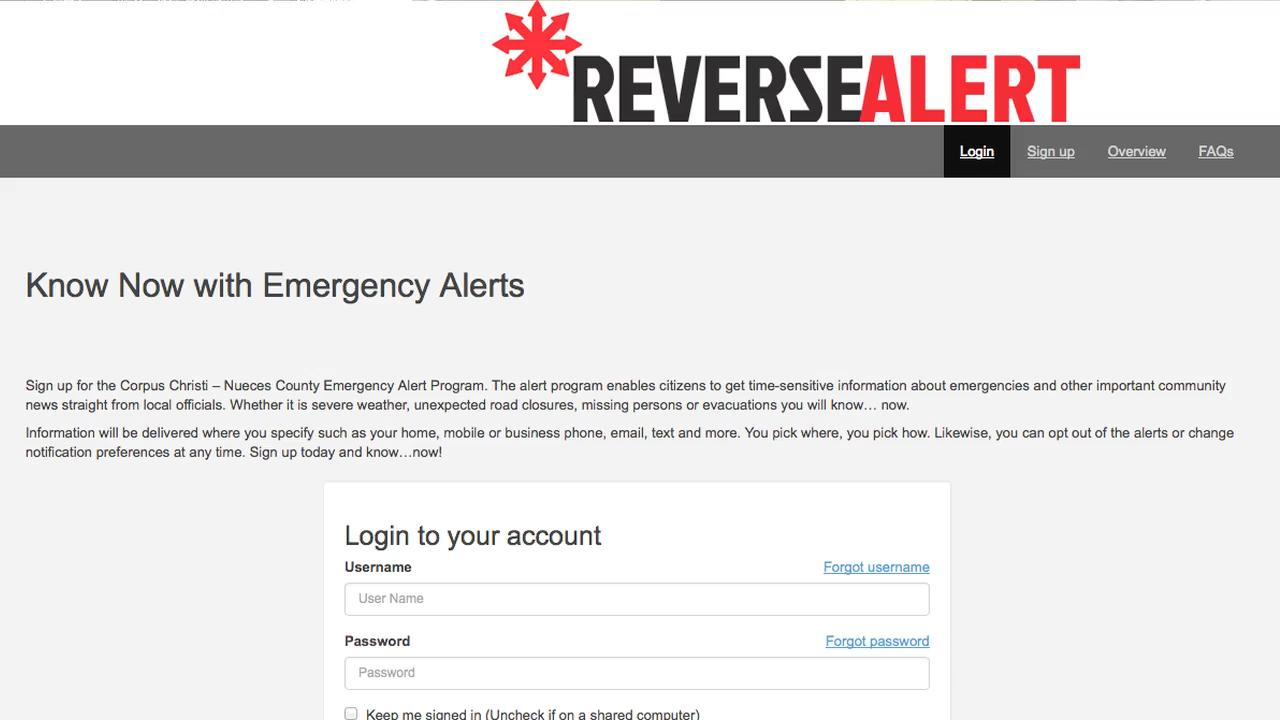 REVERSEALERT
Login Sign up Overview FAQs
Know Now with Emergency Alerts
Sign up for the Corpus Christi – Nueces County Emergency Alert Program. The alert program enables citizens to get time-sensitive information about emergencies and other important community
news straight from local officials. Whether it is severe weather, unexpected road closures, missing persons or evacuations you will know… now.
Information will be delivered where you specify such as your home, mobile or business phone, email, text and more. You pick where, you pick how. Likewise, you can opt out of the alerts or change
notification preferences at any time. Sign up today and know…now!
Login to your account
Username Forgot username
User Name
Password Forgot password
Password
Keep me signed in (Uncheck if on a shared computer)